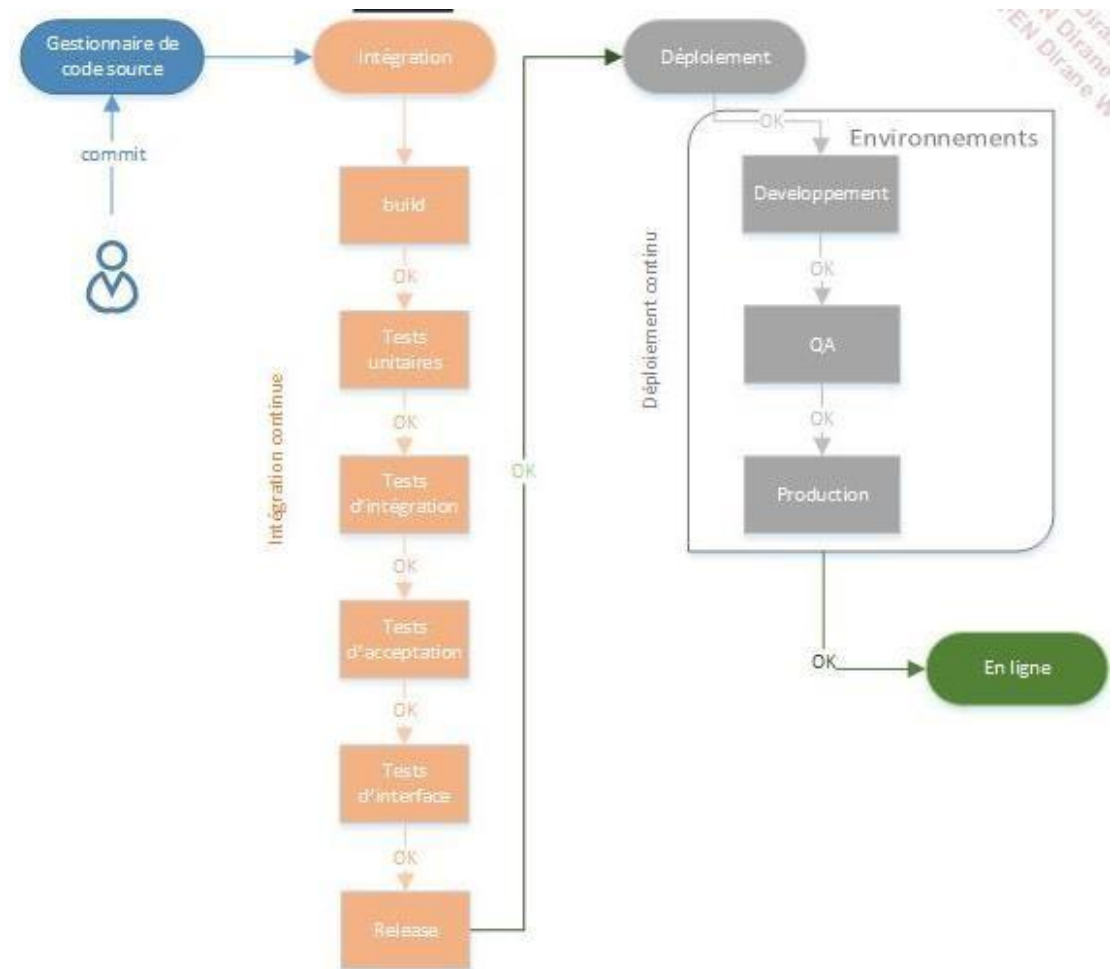 Gestionnaire de
code source
commit
Intégration
Intégration continue
build
OK
Tests
unitaires
OK
Tests
d'intégration
OK
Tests
d'acceptation
OK
Tests
d'interface
OK
Release
OK
Déploiement
Déploiement continu
OK
Environnements
Developpement
OK
QA
OK
Production
OK
En ligne